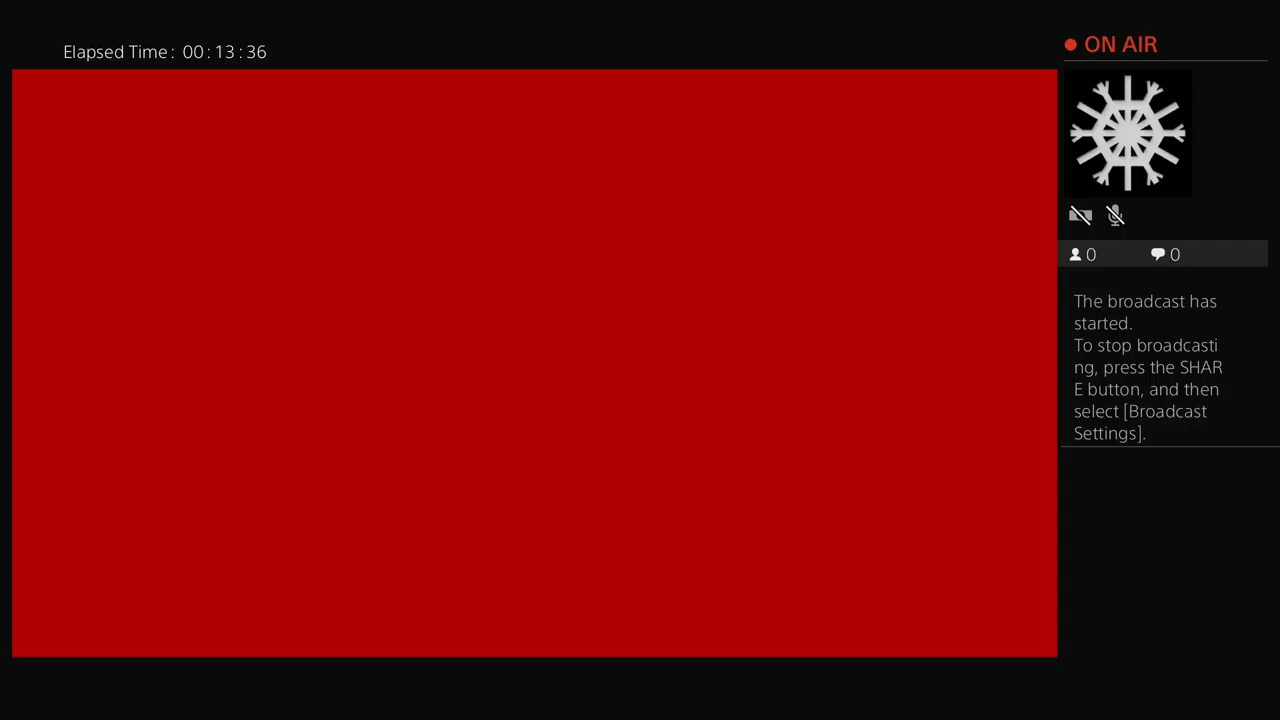 Elapsed Time: 00:13:36
ON AIR
0 0
The broadcast has
started.
To stop broadcasti
ng, press the SHAR
E button, and then
select [Broadcast
Settings].